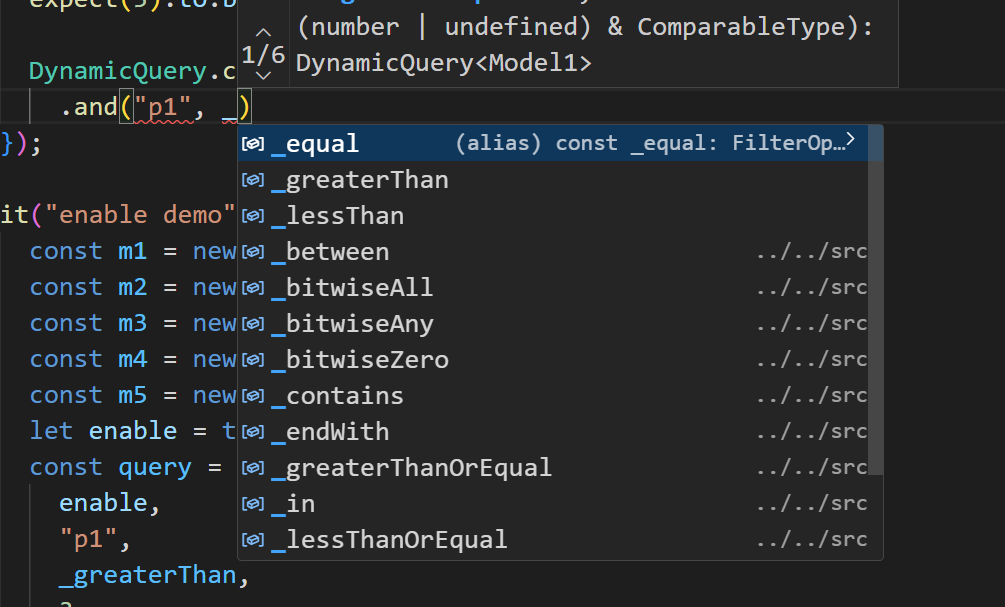 expect(5).to.b
(number | undefined) & ComparableType):
1/6
DynamicQuery<Model1>
DynamicQuery.c
.and("p1", _)
});
_equal (alias) const _equal: FilterOp…
_greaterThan
it("enable demo" _lessThan
const m1 = new _between ../../src
const m2 = new _bitwiseAll ../../src
const m3 = new _bitwiseAny ../../src
const m4 = new _bitwiseZero ../../src
const m5 = new _contains ../../src
let enable = t _endWith ../../src
const query = _greaterThanOrEqual ../../src
enable, _in ../../src
"p1", _lessThanOrEqual ../../src
_greaterThan,